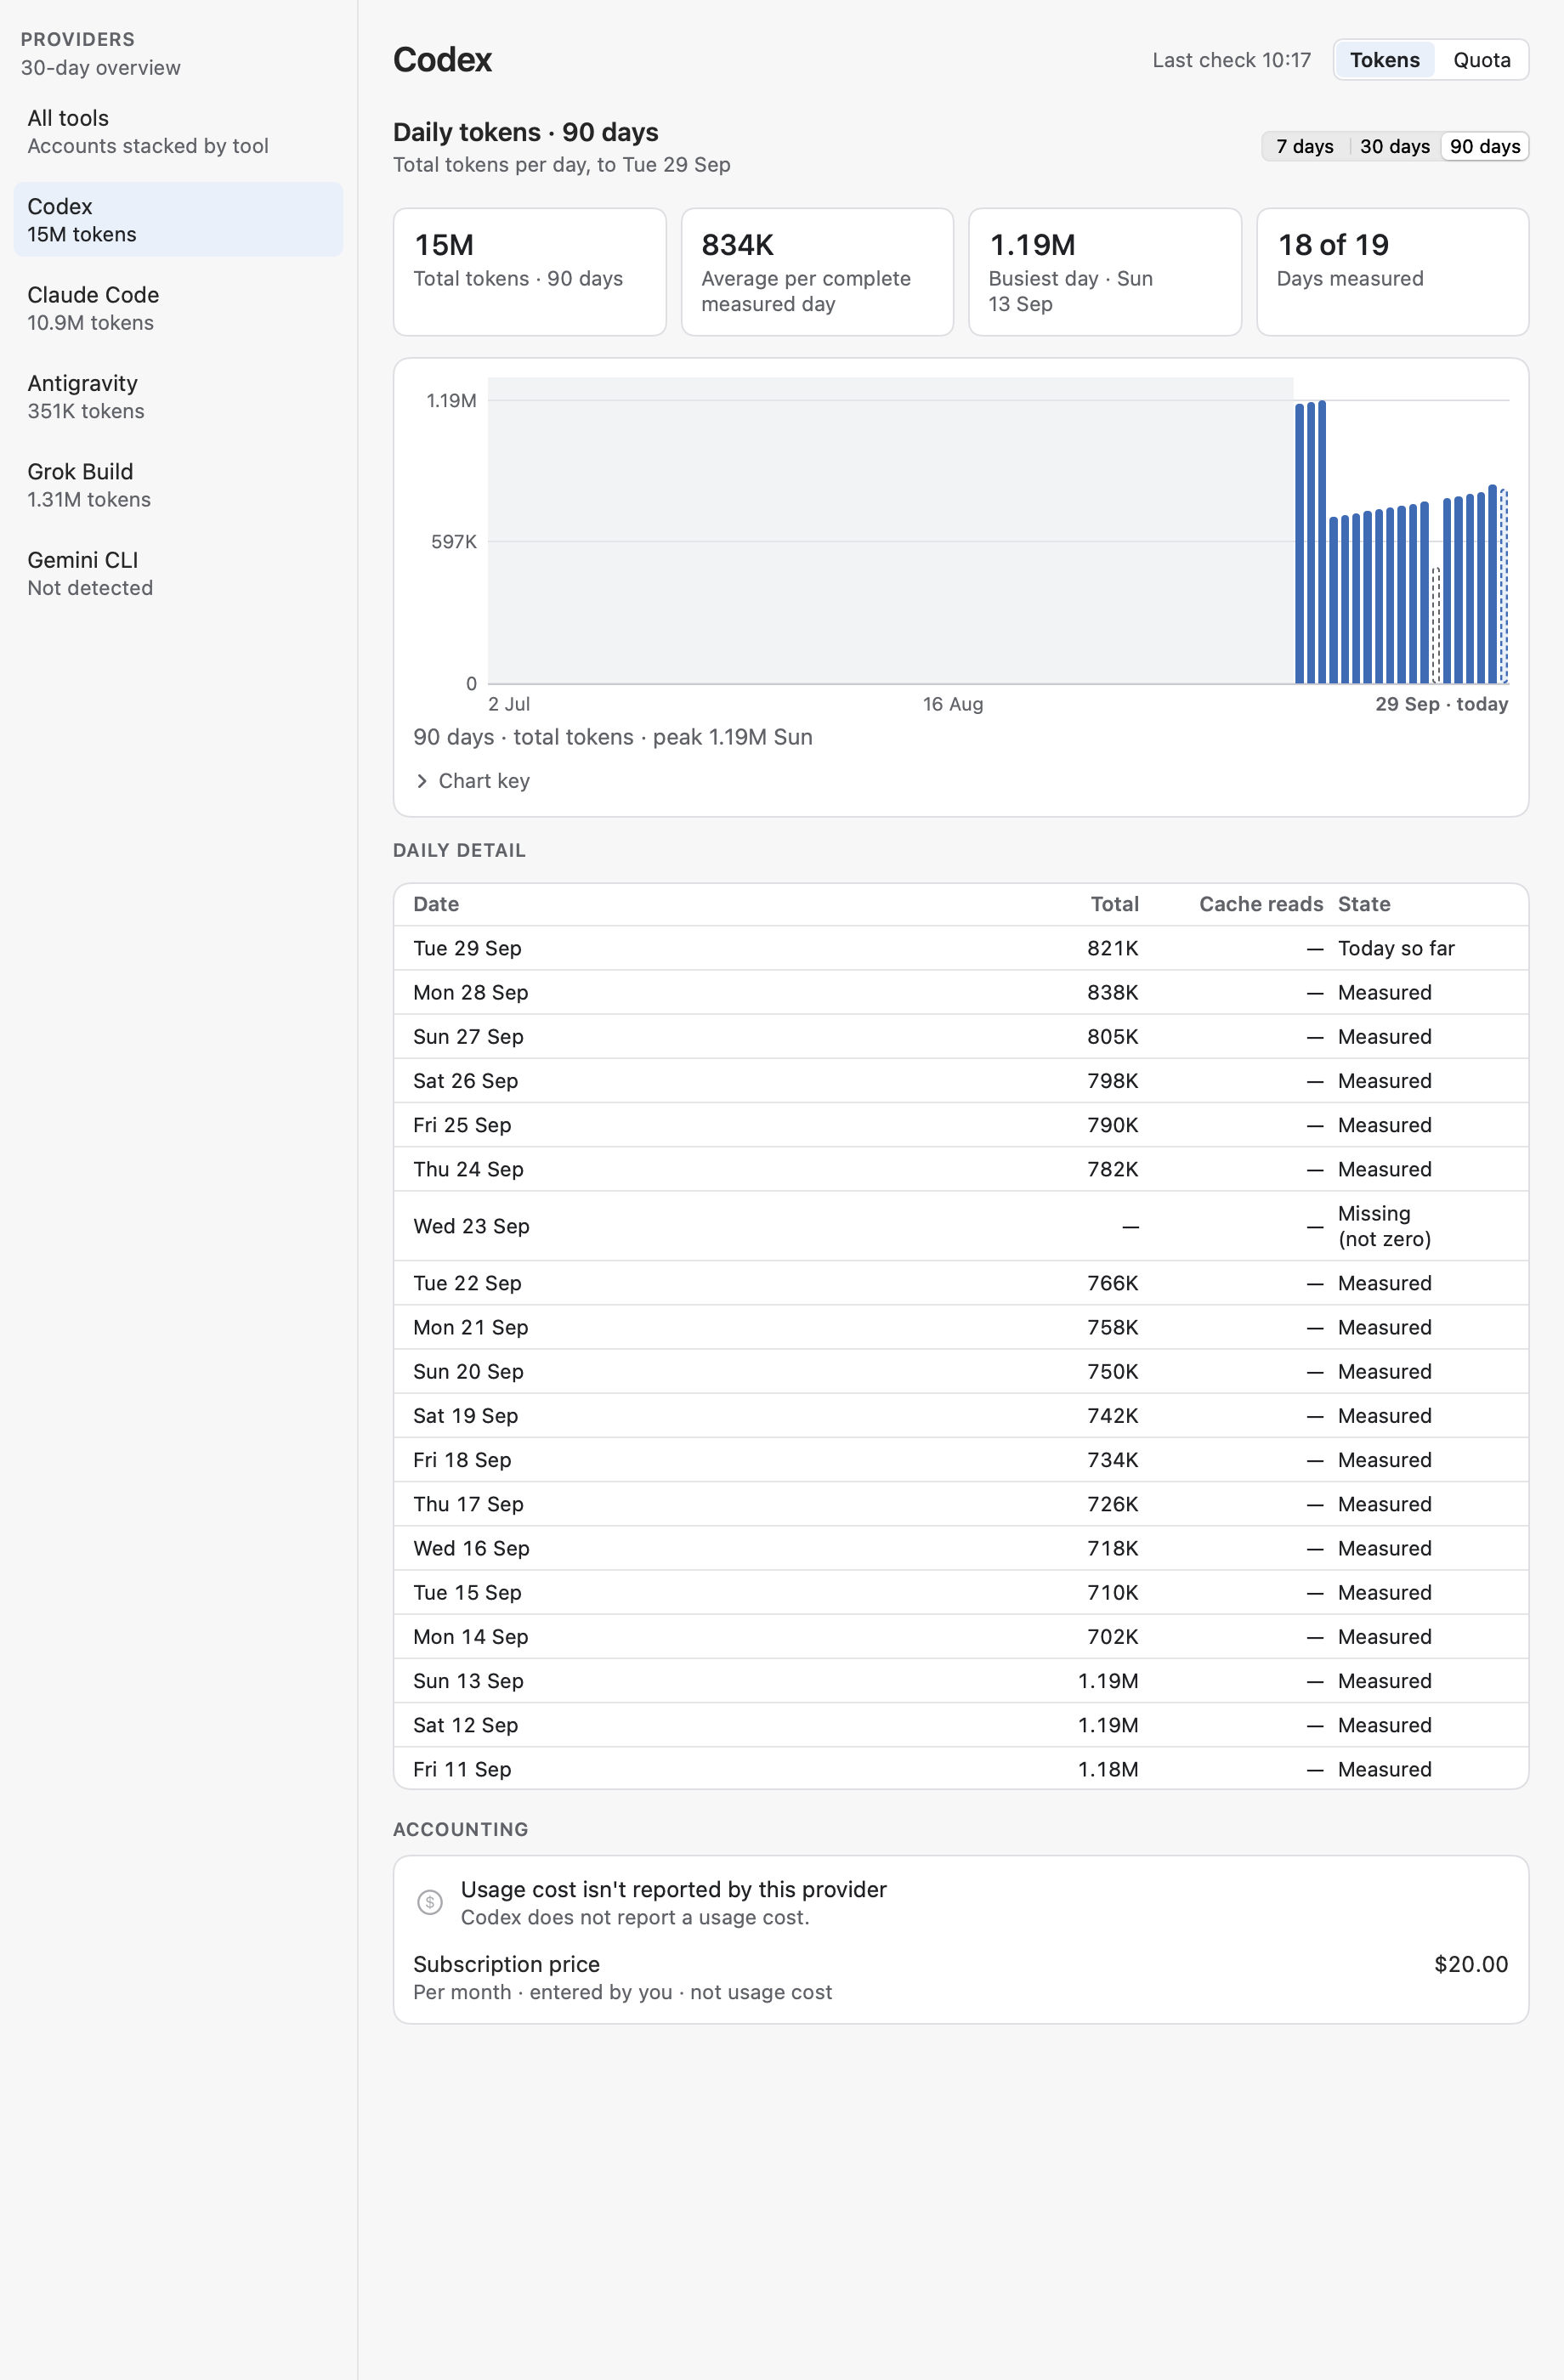 PROVIDERS
30-day overview
All tools
Accounts stacked by tool
Codex
15M tokens
Claude Code
10.9M tokens
Antigravity
351K tokens
Grok Build
1.31M tokens
Gemini CLI
Not detected
Codex
Last check 10:17
Tokens
Quota
Daily tokens · 90 days
Total tokens per day, to Tue 29 Sep
7 days
30 days
90 days
15M
Total tokens · 90 days
834K
Average per complete
measured day
1.19M
Busiest day · Sun
13 Sep
18 of 19
Days measured
1.19M
597K
0
2 Jul
16 Aug
29 Sep · today
90 days · total tokens · peak 1.19M Sun
Chart key
DAILY DETAIL
Date Total Cache reads State
Tue 29 Sep 821K — Today so far
Mon 28 Sep 838K — Measured
Sun 27 Sep 805K — Measured
Sat 26 Sep 798K — Measured
Fri 25 Sep 790K — Measured
Thu 24 Sep 782K — Measured
Wed 23 Sep — — Missing
(not zero)
Tue 22 Sep 766K — Measured
Mon 21 Sep 758K — Measured
Sun 20 Sep 750K — Measured
Sat 19 Sep 742K — Measured
Fri 18 Sep 734K — Measured
Thu 17 Sep 726K — Measured
Wed 16 Sep 718K — Measured
Tue 15 Sep 710K — Measured
Mon 14 Sep 702K — Measured
Sun 13 Sep 1.19M — Measured
Sat 12 Sep 1.19M — Measured
Fri 11 Sep 1.18M — Measured
ACCOUNTING
$
Usage cost isn't reported by this provider
Codex does not report a usage cost.
Subscription price $20.00
Per month · entered by you · not usage cost